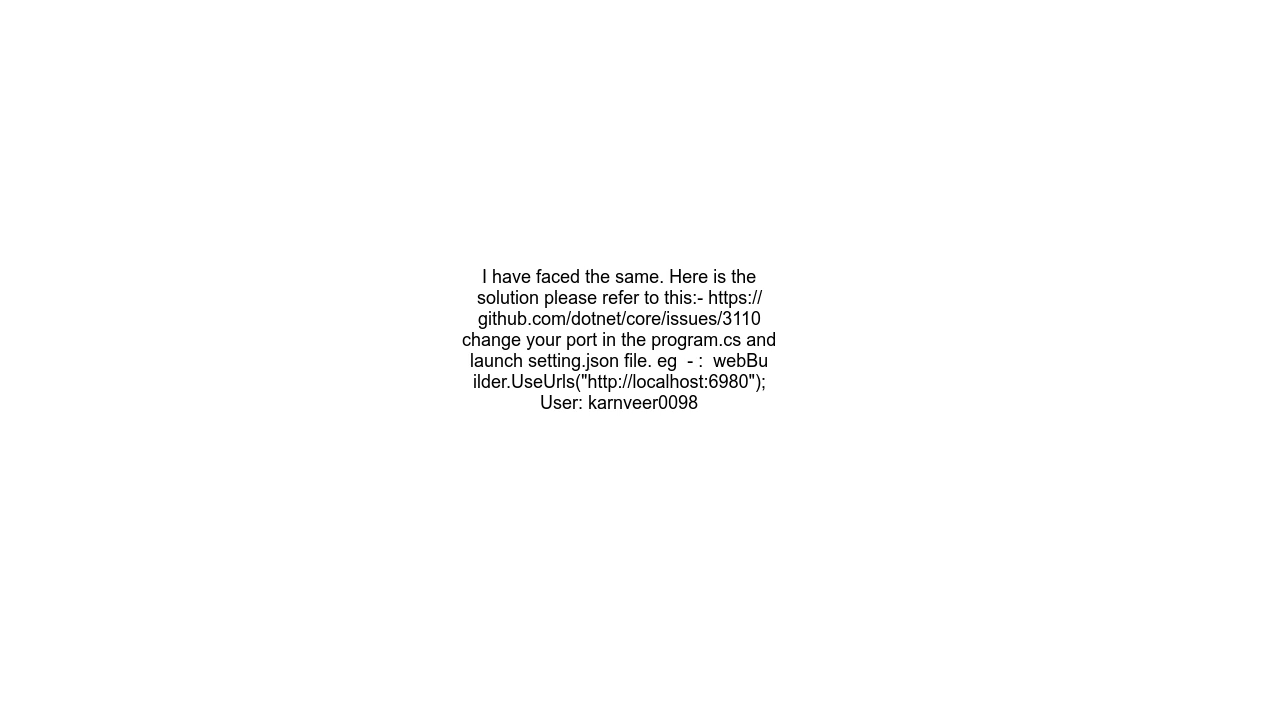 I have faced the same. Here is the
solution please refer to this:- https://
github.com/dotnet/core/issues/3110
change your port in the program.cs and
launch setting.json file. eg  - :  webBu
ilder.UseUrls("http://localhost:6980");
User: karnveer0098